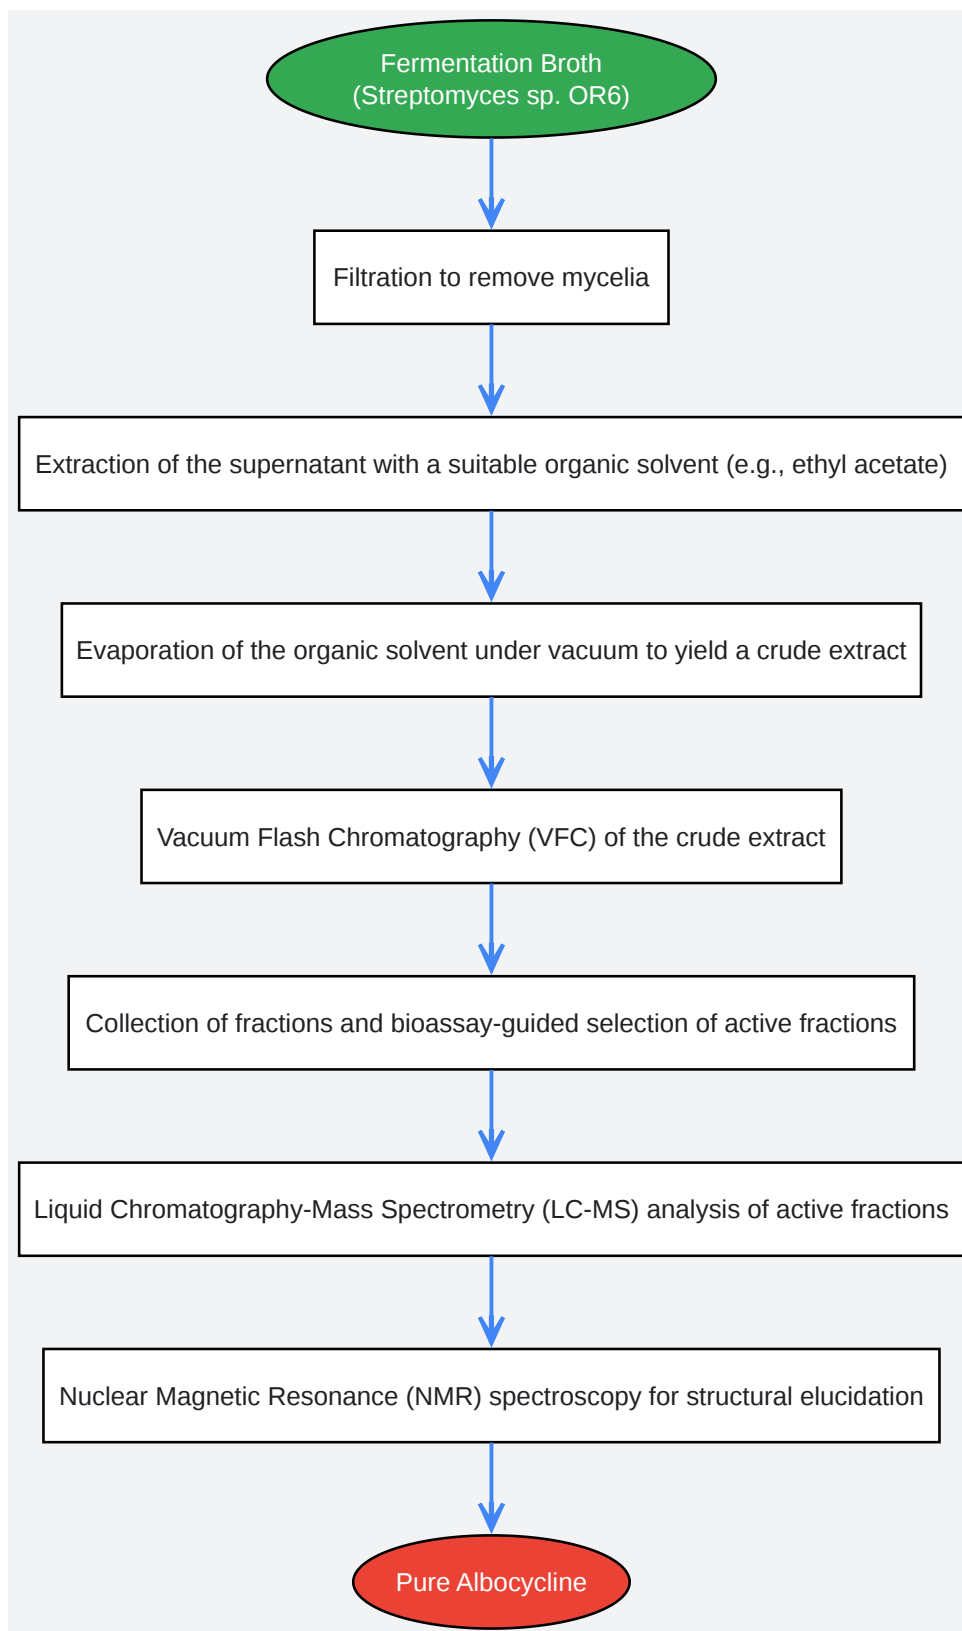 Fermentation Broth
(Streptomyces sp. OR6)
Filtration to remove mycelia
Extraction of the supernatant with a suitable organic solvent (e.g., ethyl acetate)
Evaporation of the organic solvent under vacuum to yield a crude extract
Vacuum Flash Chromatography (VFC) of the crude extract
Collection of fractions and bioassay-guided selection of active fractions
Liquid Chromatography-Mass Spectrometry (LC-MS) analysis of active fractions
Nuclear Magnetic Resonance (NMR) spectroscopy for structural elucidation
Pure Albocycline